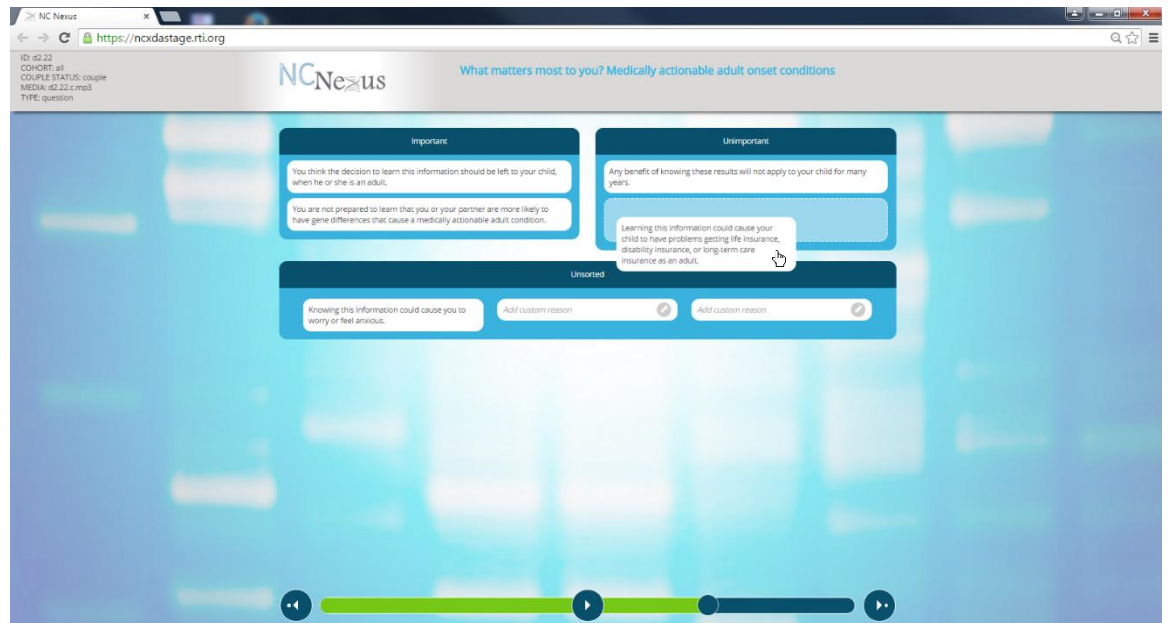 NC Nexus
https://ncxdastage.rti.org
ID: d2.22
COHORT: all
COUPLE STATUS: couple
MEDIA: d2.22.c.mp3
TYPE: question
NCNexus
What matters most to you? Medically actionable adult onset conditions
Important
You think the decision to learn this information should be left to your child,
when he or she is an adult.
You are not prepared to learn that you or your partner are more likely to
have gene differences that cause a medically actionable adult condition.
Unimportant
Any benefit of knowing these results will not apply to your child for many
years.
Learning this information could cause your
child to have problems getting life insurance,
disability insurance, or long-term care
insurance as an adult.
Unsorted
Knowing this information could cause you to
worry or feel anxious.
Add custom reason
Add custom reason